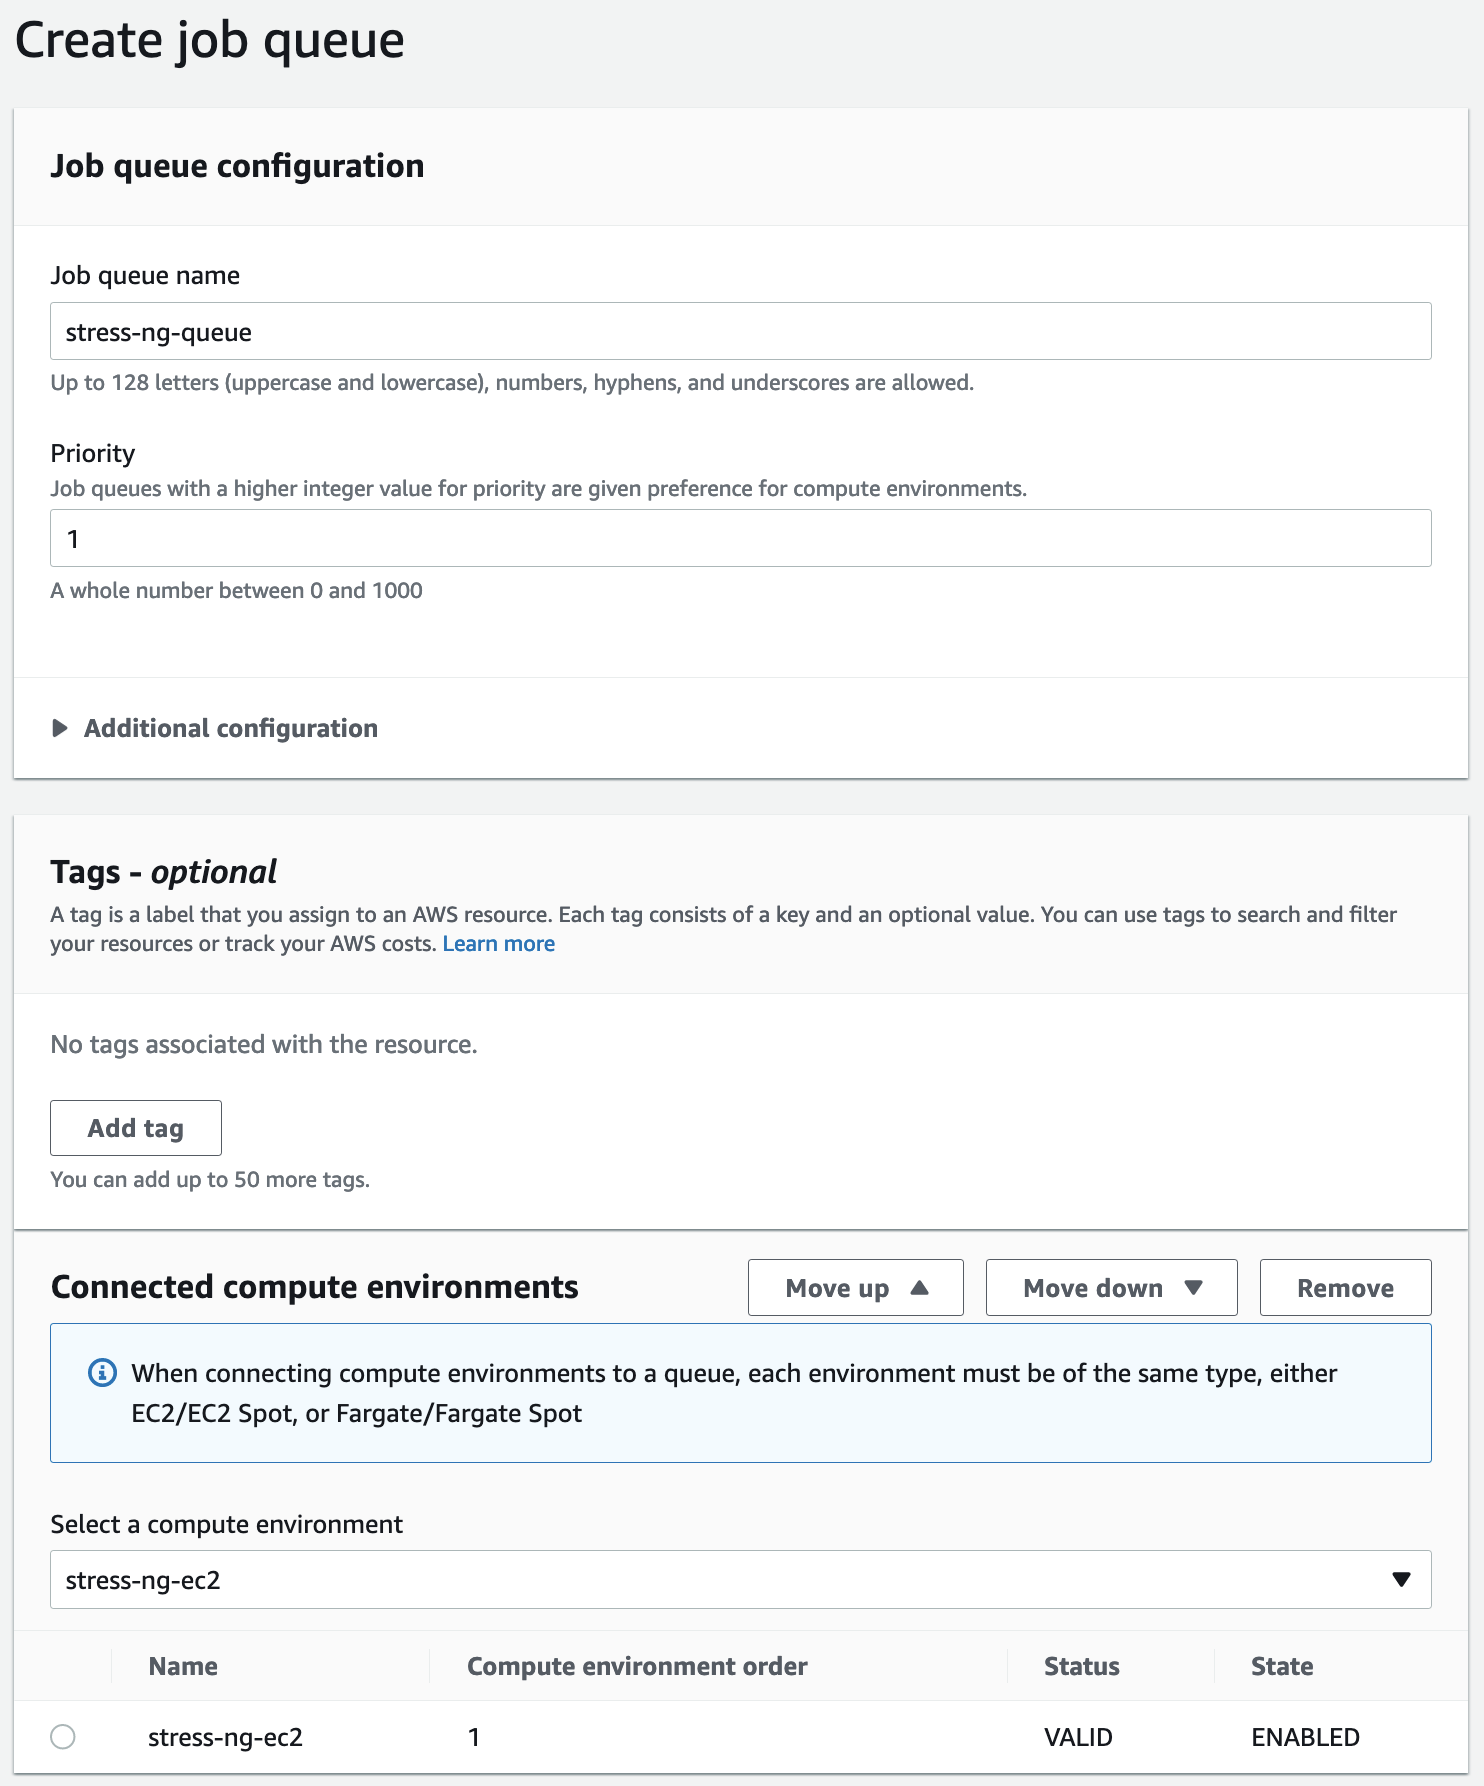 Create job queue
Job queue configuration
Job queue name
stress-ng-queue
Up to 128 letters (uppercase and lowercase), numbers, hyphens, and underscores are allowed.
Priority
Job queues with a higher integer value for priority are given preference for compute environments.
1
A whole number between 0 and 1000
Additional configuration
Tags - optional
A tag is a label that you assign to an AWS resource. Each tag consists of a key and an optional value. You can use tags to search and filter
your resources or track your AWS costs. Learn more
No tags associated with the resource.
Add tag
You can add up to 50 more tags.
Connected compute environments Move up Move down Remove
When connecting compute environments to a queue, each environment must be of the same type, either
EC2/EC2 Spot, or Fargate/Fargate Spot
Select a compute environment
stress-ng-ec2
Name Compute environment order Status State
stress-ng-ec2 1 VALID ENABLED